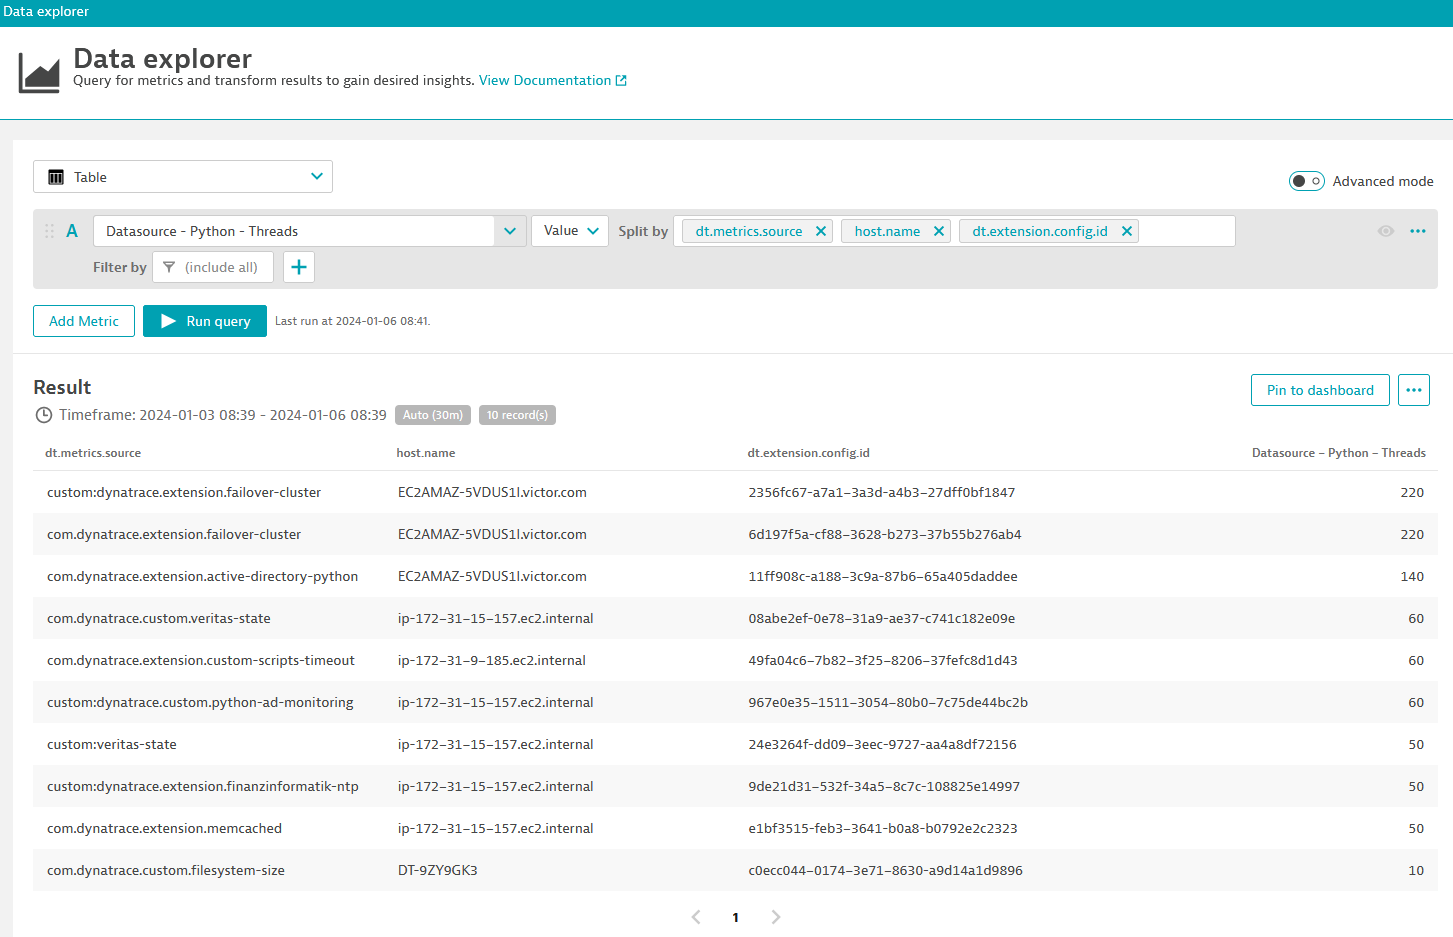 Data explorer
Data explorer
Query for metrics and transform results to gain desired insights. View Documentation
Table
Advanced mode
A Datasource - Python - Threads Value Split by dt.metrics.source host.name dt.extension.config.id
Filter by (include all)
Add Metric Run query Last run at 2024-01-06 08:41.
Result
Pin to dashboard
Timeframe: 2024-01-03 08:39 - 2024-01-06 08:39 Auto (30m) 10 record(s)
dt.metrics.source host.name dt.extension.config.id Datasource - Python - Threads
custom:dynatrace.extension.failover-cluster EC2AMAZ-5VDUS1I.victor.com 2356fc67-a7a1-3a3d-a4b3-27dff0bf1847 220
com.dynatrace.extension.failover-cluster EC2AMAZ-5VDUS1I.victor.com 6d197f5a-cf88-3628-b273-37b55b276ab4 220
com.dynatrace.extension.active-directory-python EC2AMAZ-5VDUS1I.victor.com 11ff908c-a188-3c9a-87b6-65a405daddee 140
com.dynatrace.custom.veritas-state ip-172-31-15-157.ec2.internal 08abe2ef-0e78-31a9-ae37-c741c182e09e 60
com.dynatrace.extension.custom-scripts-timeout ip-172-31-9-185.ec2.internal 49fa04c6-7b82-3f25-8206-37fefc8d1d43 60
custom:dynatrace.custom.python-ad-monitoring ip-172-31-15-157.ec2.internal 967e0e35-1511-3054-80b0-7c75de44bc2b 60
custom:veritas-state ip-172-31-15-157.ec2.internal 24e3264f-dd09-3eec-9727-aa4a8df72156 50
custom:dynatrace.extension.finanzinformatik-ntp ip-172-31-15-157.ec2.internal 9de21d31-532f-34a5-8c7c-108825e14997 50
com.dynatrace.extension.memcached ip-172-31-15-157.ec2.internal e1bf3515-feb3-3641-b0a8-b0792e2c2323 50
com.dynatrace.custom.filesystem-size DT-9ZY9GK3 c0ecc044-0174-3e71-8630-a9d14a1d9896 10
1